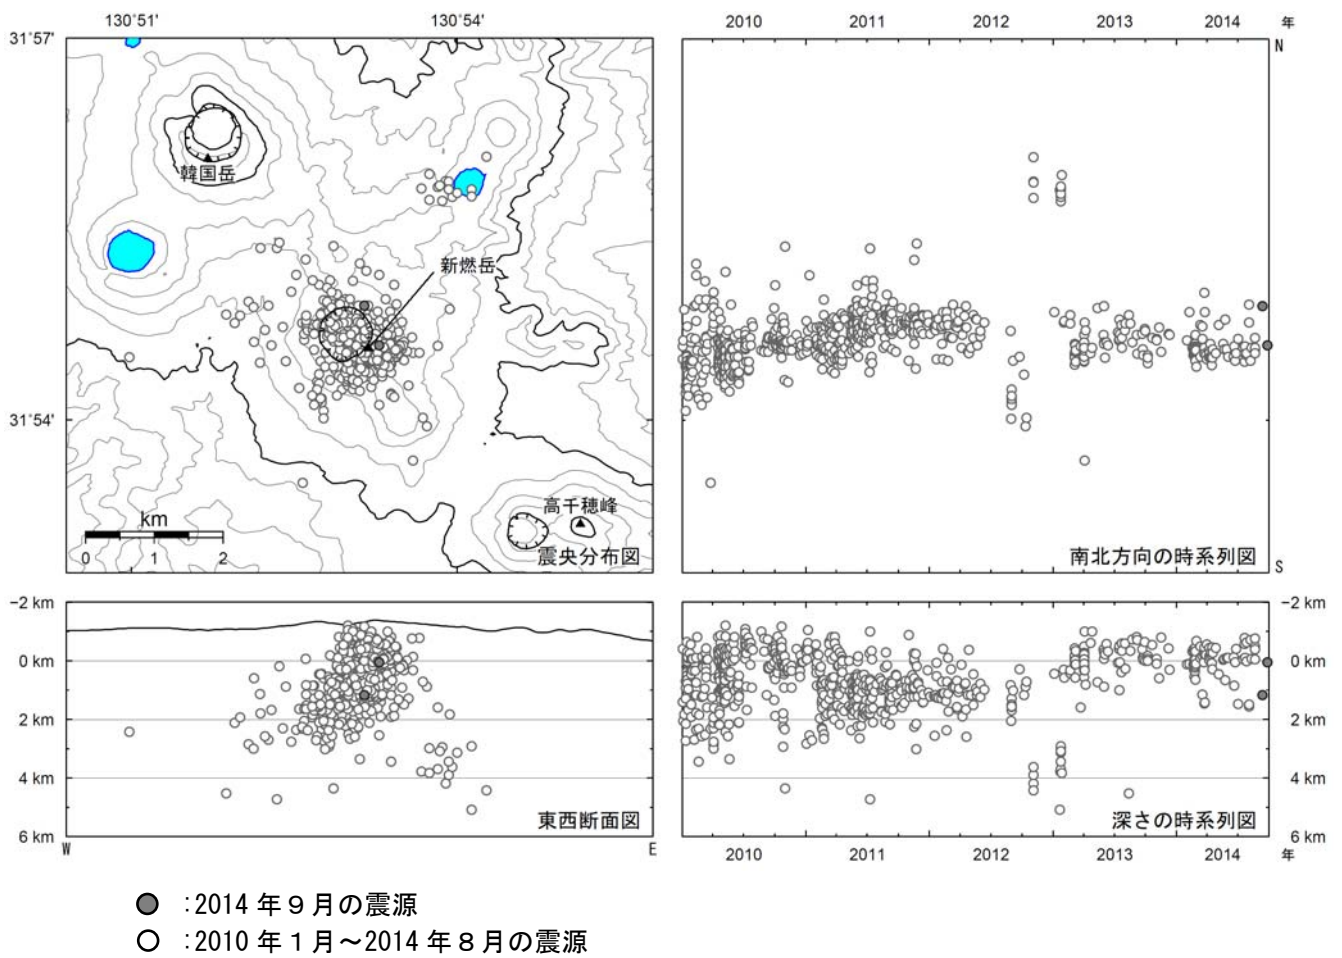 130°51'
130°54'
31°57'
韓国岳
新燃岳
31°54'
高千穂峰
km
0 1 2
震央分布図
2010 2011 2012 2013 2014 年
N
南北方向の時系列図
S
-2 km
0 km
2 km
4 km
6 km
W
E
東西断面図
-2 km
0 km
2 km
4 km
6 km
深さの時系列図
2010 2011 2012 2013 2014 年
:2014 年 9 月の震源
:2010 年 1 月~2014 年 8 月の震源